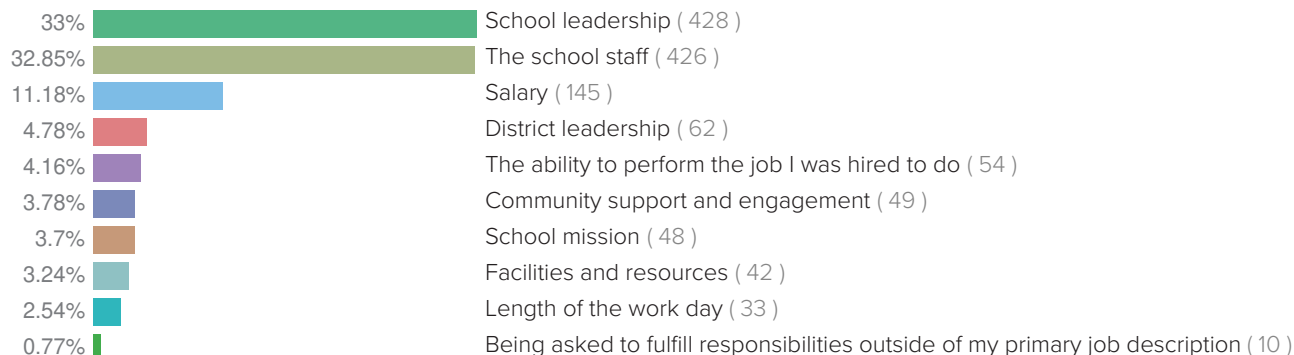 33% School leadership ( 428 )
32.85% The school staff ( 426 )
11.18% Salary ( 145 )
4.78% District leadership ( 62 )
4.16% The ability to perform the job I was hired to do ( 54 )
3.78% Community support and engagement ( 49 )
3.7% School mission ( 48 )
3.24% Facilities and resources ( 42 )
2.54% Length of the work day ( 33 )
0.77% Being asked to fulfill responsibilities outside of my primary job description ( 10 )